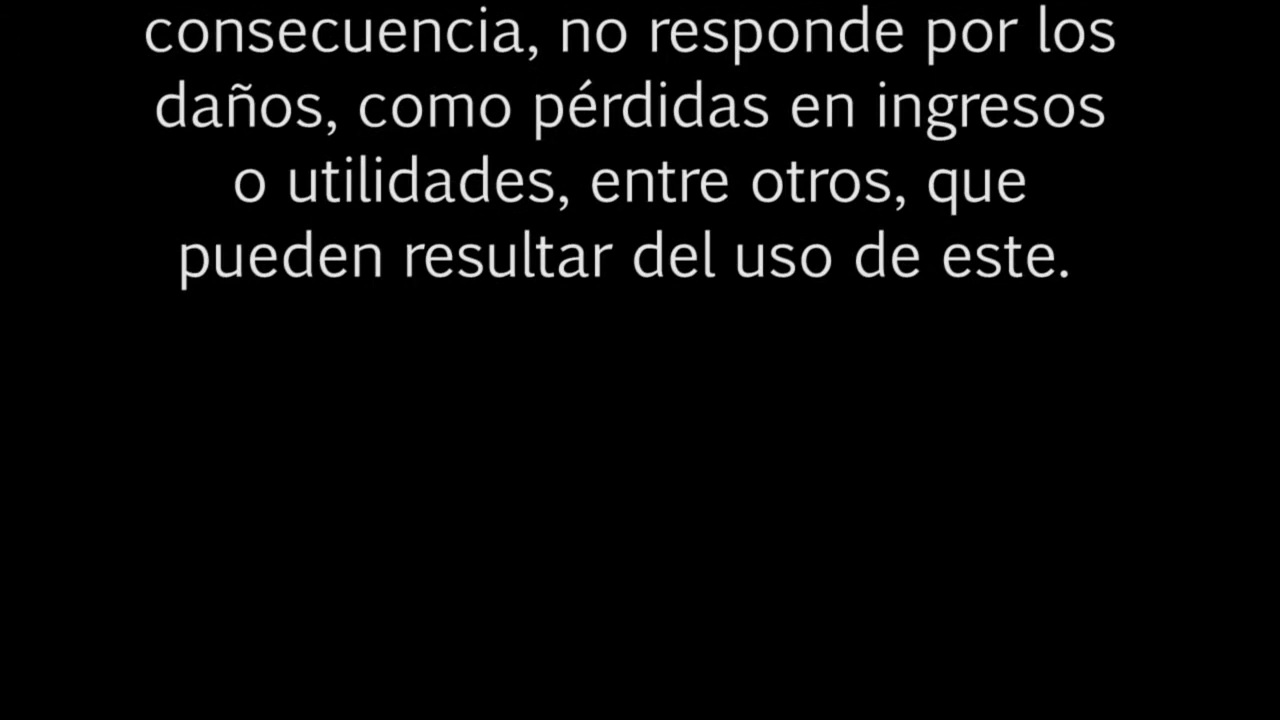 consecuencia, no responde por los
daños, como pérdidas en ingresos
o utilidades, entre otros, que
pueden resultar del uso de este.